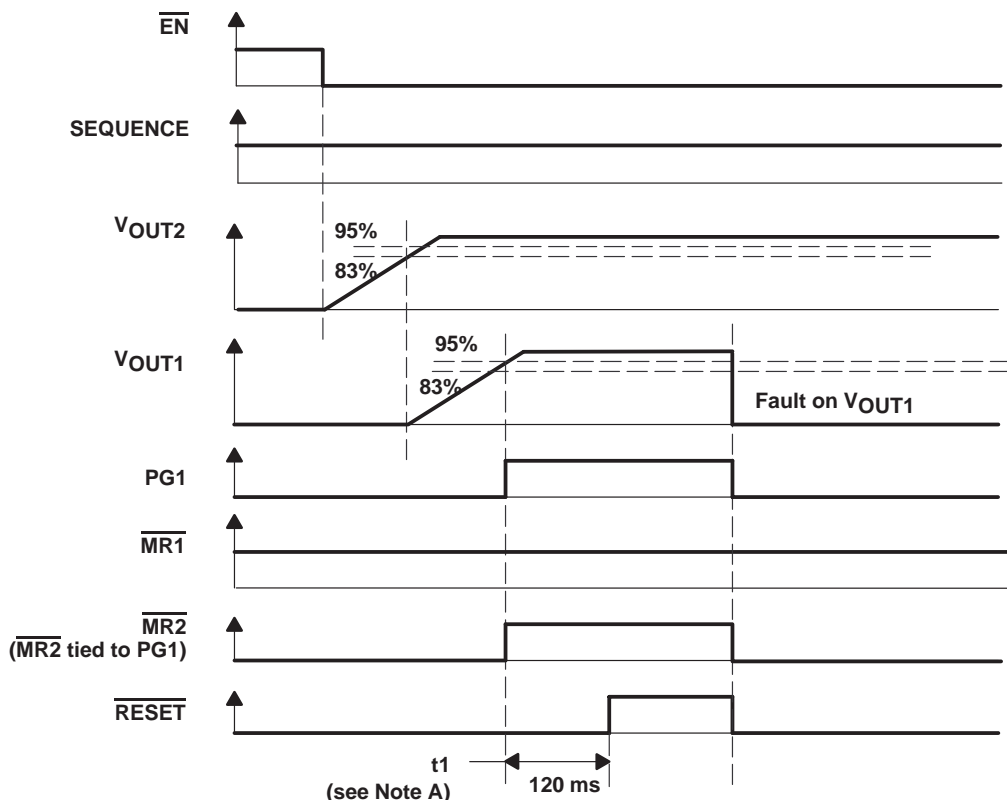 EN
SEQUENCE
VOUT2
95%
83%
VOUT1
95%
83%
Fault on VOUT1
PG1
MR1
MR2
(MR2 tied to PG1)
RESET
t1
(see Note A)
120 ms